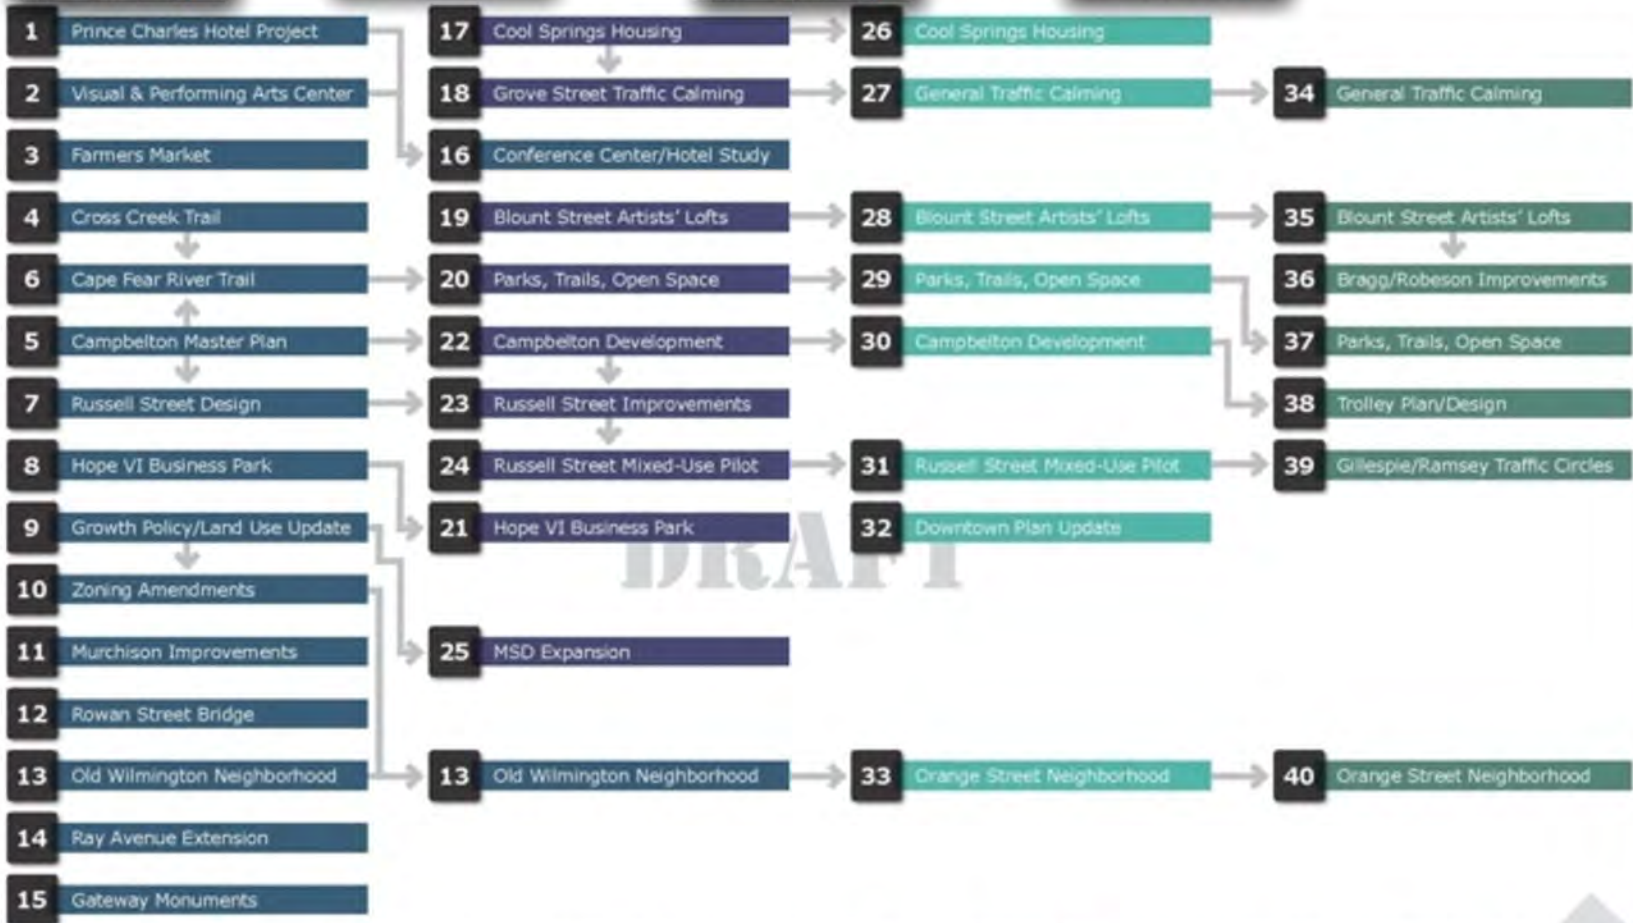 1 Prince Charles Hotel Project
2 Visual & Performing Arts Center
3 Farmers Market
4 Cross Creek Trail
6 Cape Fear River Trail
5 Campbelton Master Plan
7 Russell Street Design
8 Hope VI Business Park
9 Growth Policy/Land Use Update
10 Zoning Amendments
11 Murchison Improvements
12 Rowan Street Bridge
13 Old Wilmington Neighborhood
14 Ray Avenue Extension
15 Gateway Monuments
17 Cool Springs Housing
18 Grove Street Traffic Calming
16 Conference Center/Hotel Study
19 Blount Street Artists' Lofts
20 Parks, Trails, Open Space
22 Campbelton Development
23 Russell Street Improvements
24 Russell Street Mixed-Use Pilot
21 Hope VI Business Park
25 MSD Expansion
13 Old Wilmington Neighborhood
26 Cool Springs Housing
27 General Traffic Calming
28 Blount Street Artists' Lofts
29 Parks, Trails, Open Space
30 Campbelton Development
31 Russell Street Mixed-Use Pilot
32 Downtown Plan Update
33 Orange Street Neighborhood
34 General Traffic Calming
35 Blount Street Artists' Lofts
36 Bragg/Robeson Improvements
37 Parks, Trails, Open Space
38 Trolley Plan/Design
39 Gillespie/Ramsey Traffic Circles
40 Orange Street Neighborhood
DRAFT